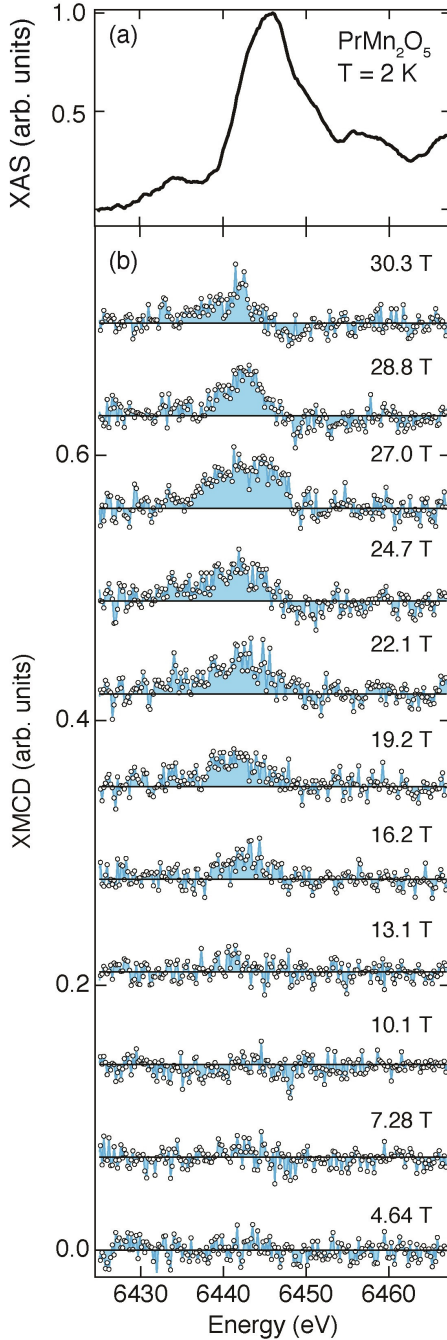 (a)
PrMn₂O₅
T = 2 K
1.0
0.5
XAS (arb. units)
(b)
30.3 T
28.8 T
0.6
27.0 T
24.7 T
22.1 T
0.4
19.2 T
16.2 T
13.1 T
0.2
10.1 T
7.28 T
4.64 T
0.0
XMCD (arb. units)
6430 6440 6450 6460
Energy (eV)